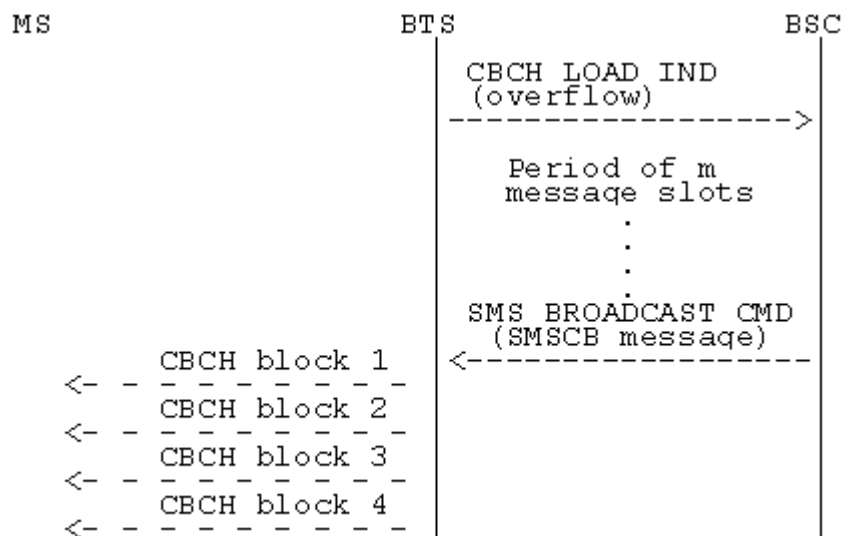 MS BTS BSC
CBCH LOAD IND
(overflow)
Period of m
message slots
SMS BROADCAST CMD
(SMSCB message)
CBCH block 1
CBCH block 2
CBCH block 3
CBCH block 4